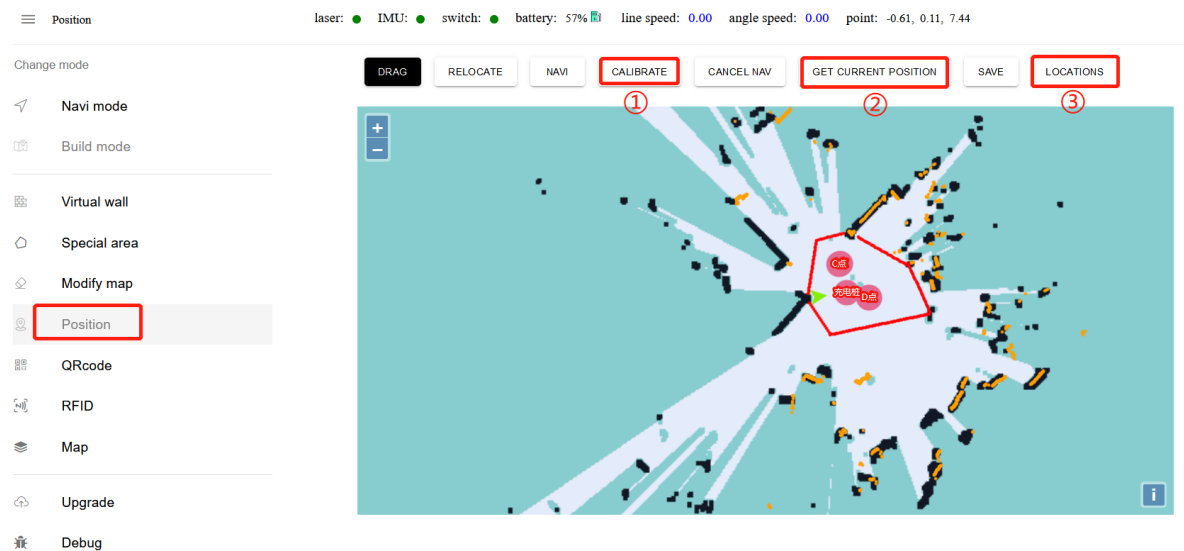 Position
laser: IMU: switch: battery: 57% line speed: 0.00 angle speed: 0.00 point: -0.61, 0.11, 7.44
Change mode
Navi mode
Build mode
Virtual wall
Special area
Modify map
Position
QRcode
RFID
Map
Upgrade
Debug
DRAG RELOCATE NAVI CALIBRATE CANCEL NAV GET CURRENT POSITION SAVE LOCATIONS
① ② ③
+
−
C点
充电桩 D点
i